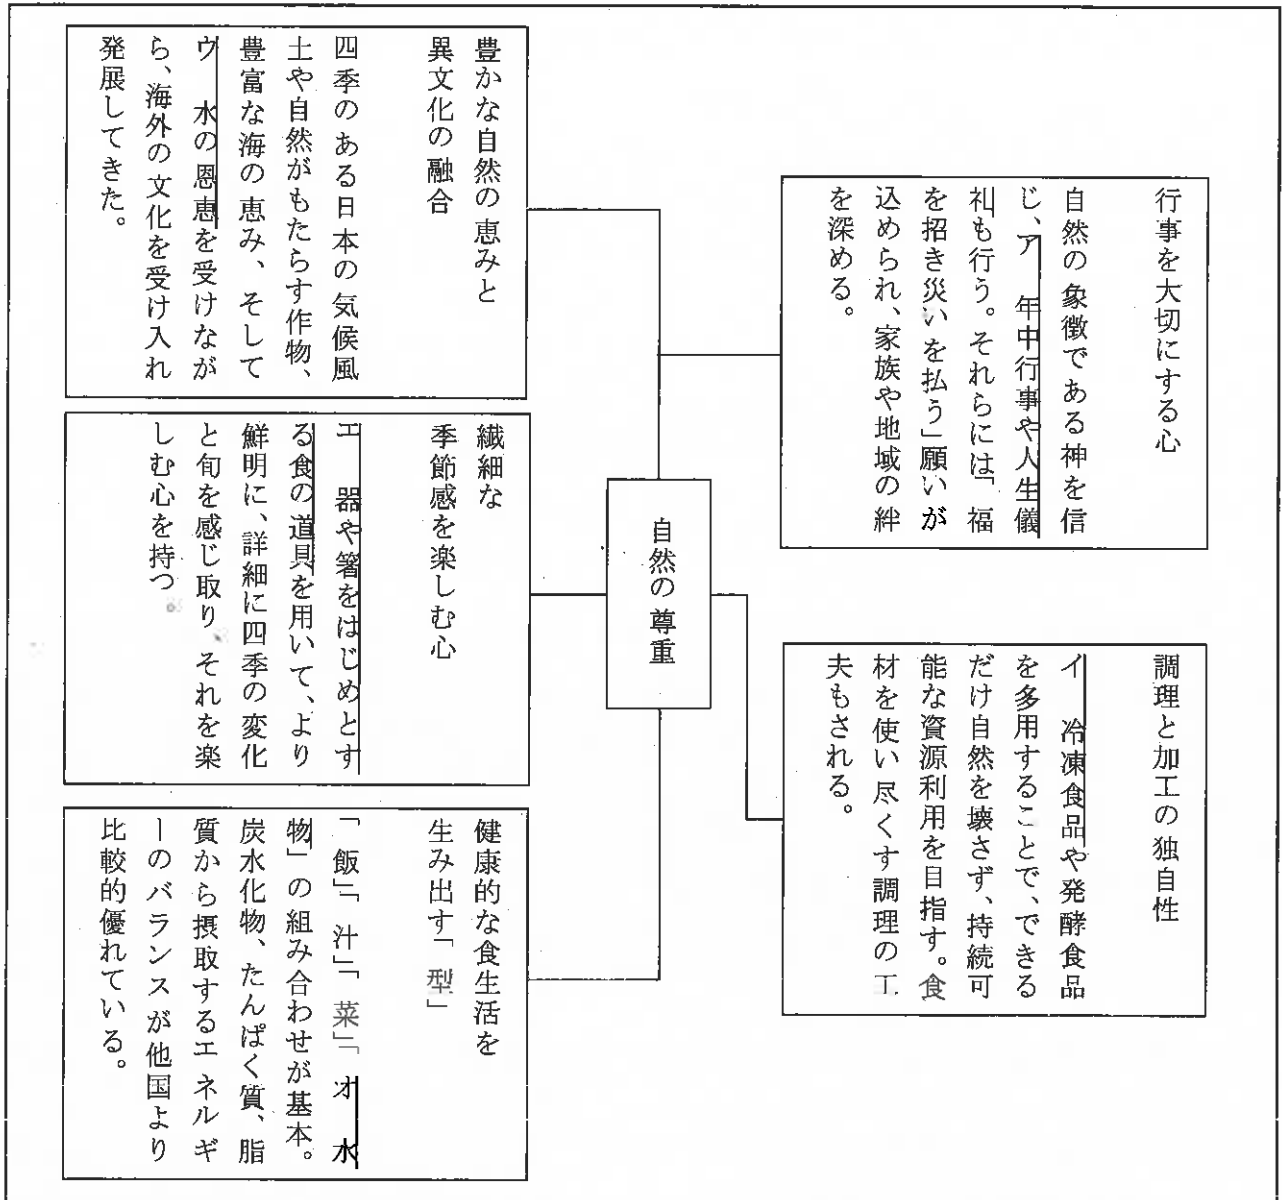 行事を大切にする心
自然の象徴である神を信
じ、ア　年中行事や人生儀
礼も行う。それらには「福
を招き災いを払う」願いが
込められ、家族や地域の絆
を深める。
調理と加工の独自性
イ　冷凍食品や発酵食品
を多用することで、できる
だけ自然を壊さず、持続可
能な資源利用を目指す。食
材を使い尽くす調理の工
夫もされる。
自然の尊重
豊かな自然の恵みと
異文化の融合
四季のある日本の気候風
土や自然がもたらす作物、
豊富な海の恵み、そして
ウ　水の恩恵を受けなが
ら、海外の文化を受け入れ
発展してきた。
繊細な
季節感を楽しむ心
エ　器や箸をはじめとす
る食の道具を用いて、より
鮮明に、詳細に四季の変化
と旬を感じ取り、それを楽
しむ心を持つ。
健康的な食生活を
生み出す「型」
「飯」「汁」「菜」「オ　水
物」の組み合わせが基本。
炭水化物、たんぱく質、脂
質から摂取するエネルギ
ーのバランスが他国より
比較的優れている。